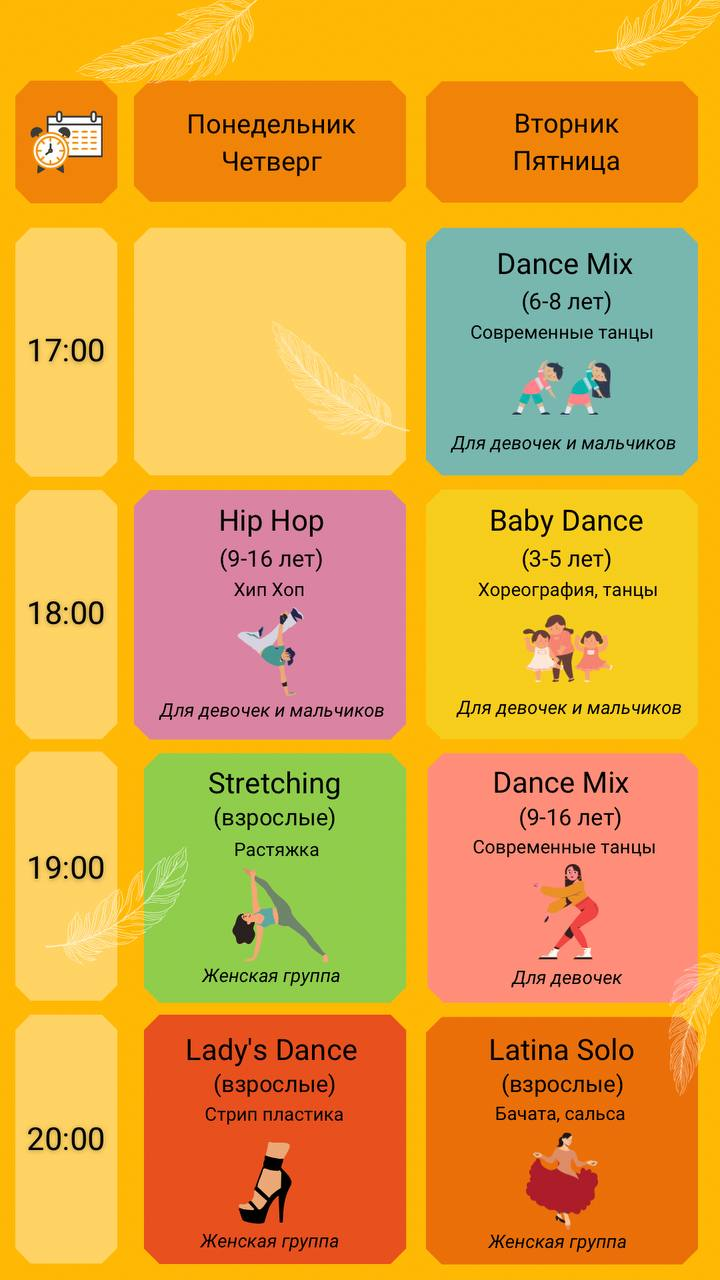 Понедельник
Четверг
Вторник
Пятница
17:00
Dance Mix
(6-8 лет)
Современные танцы
Для девочек и мальчиков
18:00
Hip Hop
(9-16 лет)
Хип Хоп
Для девочек и мальчиков
Baby Dance
(3-5 лет)
Хореография, танцы
Для девочек и мальчиков
19:00
Stretching
(взрослые)
Растяжка
Женская группа
Dance Mix
(9-16 лет)
Современные танцы
Для девочек
20:00
Lady's Dance
(взрослые)
Стрип пластика
Женская группа
Latina Solo
(взрослые)
Бачата, сальса
Женская группа